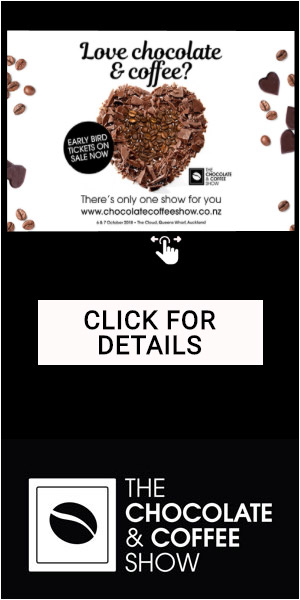 Love chocolate
& coffee?
EARLY BIRD
TICKETS ON
SALE NOW
THE
CHOCOLATE
& COFFEE
SHOW
There's only one show for you
www.chocolatecoffeeshow.co.nz
6 & 7 October 2018 • The Cloud, Queens Wharf, Auckland
CLICK FOR
DETAILS
THE
CHOCOLATE
& COFFEE
SHOW